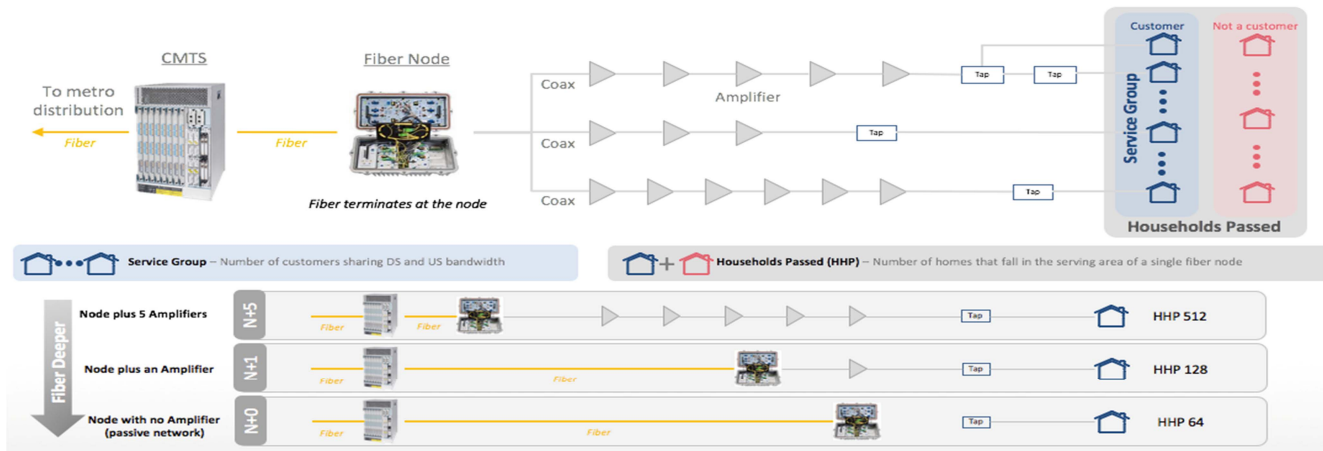 CMTS
Fiber Node
To metro
distribution
Fiber
Fiber
Fiber terminates at the node
Coax
Coax
Coax
Amplifier
Tap
Tap
Tap
Tap
Customer
Not a customer
Service Group
Households Passed
Service Group – Number of customers sharing DS and US bandwidth
Households Passed (HHP) – Number of homes that fall in the serving area of a single fiber node
Fiber Deeper
Node plus 5 Amplifiers
N+5
Fiber
Fiber
Tap
HHP 512
Node plus an Amplifier
N+1
Fiber
Fiber
Tap
HHP 128
Node with no Amplifier
(passive network)
N+0
Fiber
Fiber
Tap
HHP 64